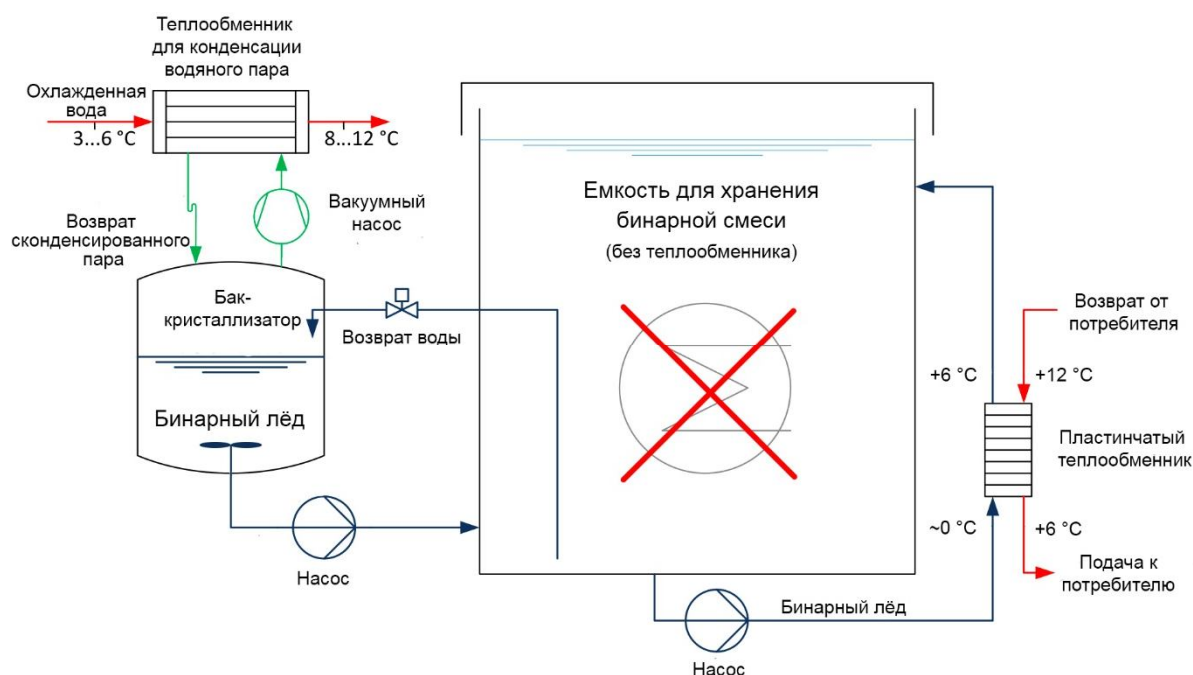 Теплообменник
для конденсации
водяного пара
Охлажденная
вода
3...6 °C
8...12 °C
Возврат
сконденсированного
пара
Вакуумный
насос
Бак-
кристаллизатор
Возврат воды
Бинарный лёд
Насос
Емкость для хранения
бинарной смеси
(без теплообменника)
Возврат от
потребителя
+6 °C
+12 °C
Пластинчатый
теплообменник
~0 °C
+6 °C
Подача к
потребителю
Бинарный лёд
Насос